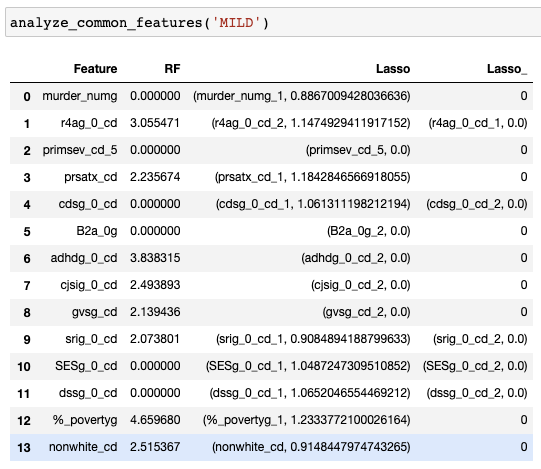 analyze_common_features('MILD')
Feature RF Lasso Lasso_
0 murder_numg 0.000000 (murder_numg_1, 0.8867009428036636) 0
1 r4ag_0_cd 3.055471 (r4ag_0_cd_2, 1.1474929411917152) (r4ag_0_cd_1, 0.0)
2 primsev_cd_5 0.000000 (primsev_cd_5, 0.0) 0
3 prsatx_cd 2.235674 (prsatx_cd_1, 1.1842846566918055) 0
4 cdsg_0_cd 0.000000 (cdsg_0_cd_1, 1.061311198212194) (cdsg_0_cd_2, 0.0)
5 B2a_0g 0.000000 (B2a_0g_2, 0.0) 0
6 adhdg_0_cd 3.838315 (adhdg_0_cd_2, 0.0) 0
7 cjsig_0_cd 2.493893 (cjsig_0_cd_2, 0.0) 0
8 gvsg_cd 2.139436 (gvsg_cd_2, 0.0) 0
9 srig_0_cd 2.073801 (srig_0_cd_1, 0.9084894188799633) (srig_0_cd_2, 0.0)
10 SESg_0_cd 0.000000 (SESg_0_cd_1, 1.0487247309510852) (SESg_0_cd_2, 0.0)
11 dssg_0_cd 0.000000 (dssg_0_cd_1, 1.0652046554469212) (dssg_0_cd_2, 0.0)
12 %_povertyg 4.659680 (%_povertyg_1, 1.2333772100026164) 0
13 nonwhite_cd 2.515367 (nonwhite_cd, 0.9148447974743265) 0